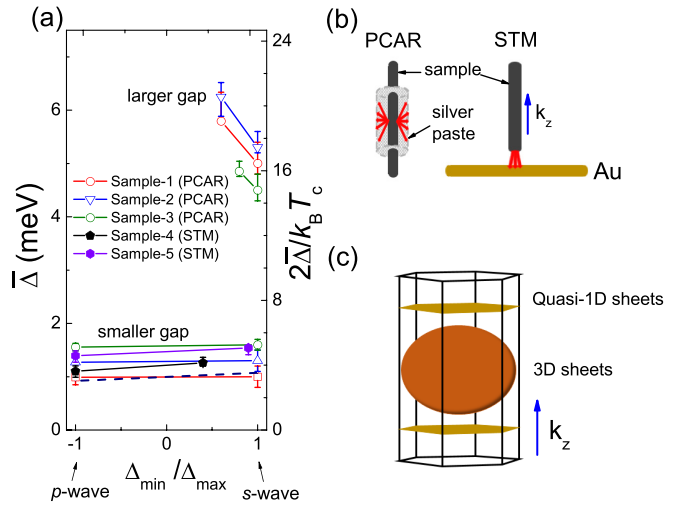 (a)
24
16
8
0
6
4
2
0
-1
0
1
Δ̅ (meV)
2Δ̅/k_B T_c
larger gap
Sample-1 (PCAR)
Sample-2 (PCAR)
Sample-3 (PCAR)
Sample-4 (STM)
Sample-5 (STM)
smaller gap
Δ_min /Δ_max
p-wave
s-wave
(b)
PCAR
STM
sample
k_z
silver
paste
Au
(c)
Quasi-1D sheets
3D sheets
k_z